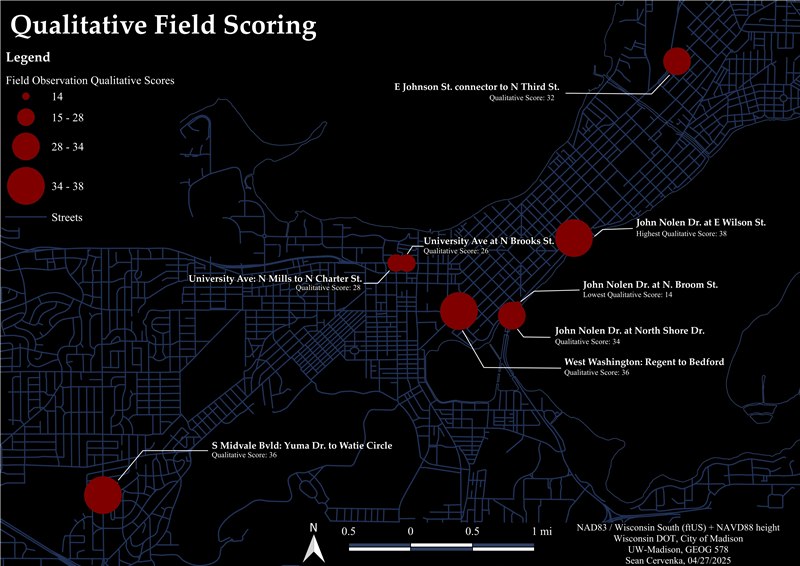 Qualitative Field Scoring
Legend
Field Observation Qualitative Scores
14
15 - 28
28 - 34
34 - 38
Streets
E Johnson St. connector to N Third St.
Qualitative Score: 32
John Nolen Dr. at E Wilson St.
Highest Qualitative Score: 38
University Ave at N Brooks St.
Qualitative Score: 26
University Ave: N Mills to N Charter St.
Qualitative Score: 28
John Nolen Dr. at N. Broom St.
Lowest Qualitative Score: 14
John Nolen Dr. at North Shore Dr.
Qualitative Score: 34
West Washington: Regent to Bedford
Qualitative Score: 36
S Midvale Bvld: Yuma Dr. to Watie Circle
Qualitative Score: 36
N
0.5 0 0.5 1 mi
NAD83 / Wisconsin South (ftUS) + NAVD88 height
Wisconsin DOT, City of Madison
UW-Madison, GEOG 578
Sean Cervenka, 04/27/2025